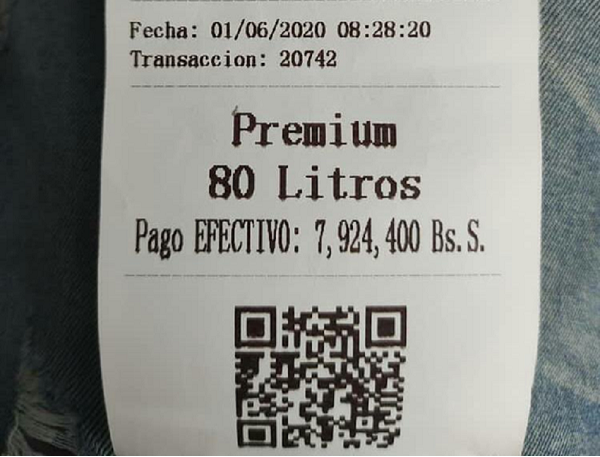 Fecha: 01/06/2020 08:28:20
Transaccion: 20742
Premium
80 Litros
Pago EFECTIVO: 7,924,400 Bs.S.